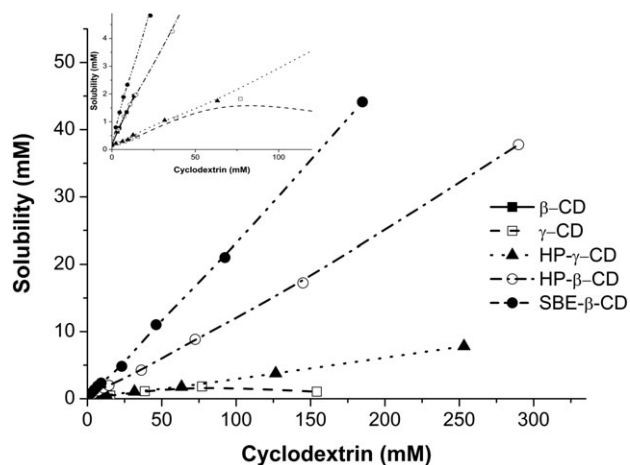 Solubility (mM)
50
40
30
20
10
0
0
50
100
150
200
250
300
Cyclodextrin (mM)
Solubility (mM)
4
3
2
1
0
0
50
100
Cyclodextrin (mM)
β–CD
γ–CD
HP-γ–CD
HP-β–CD
SBE-β–CD